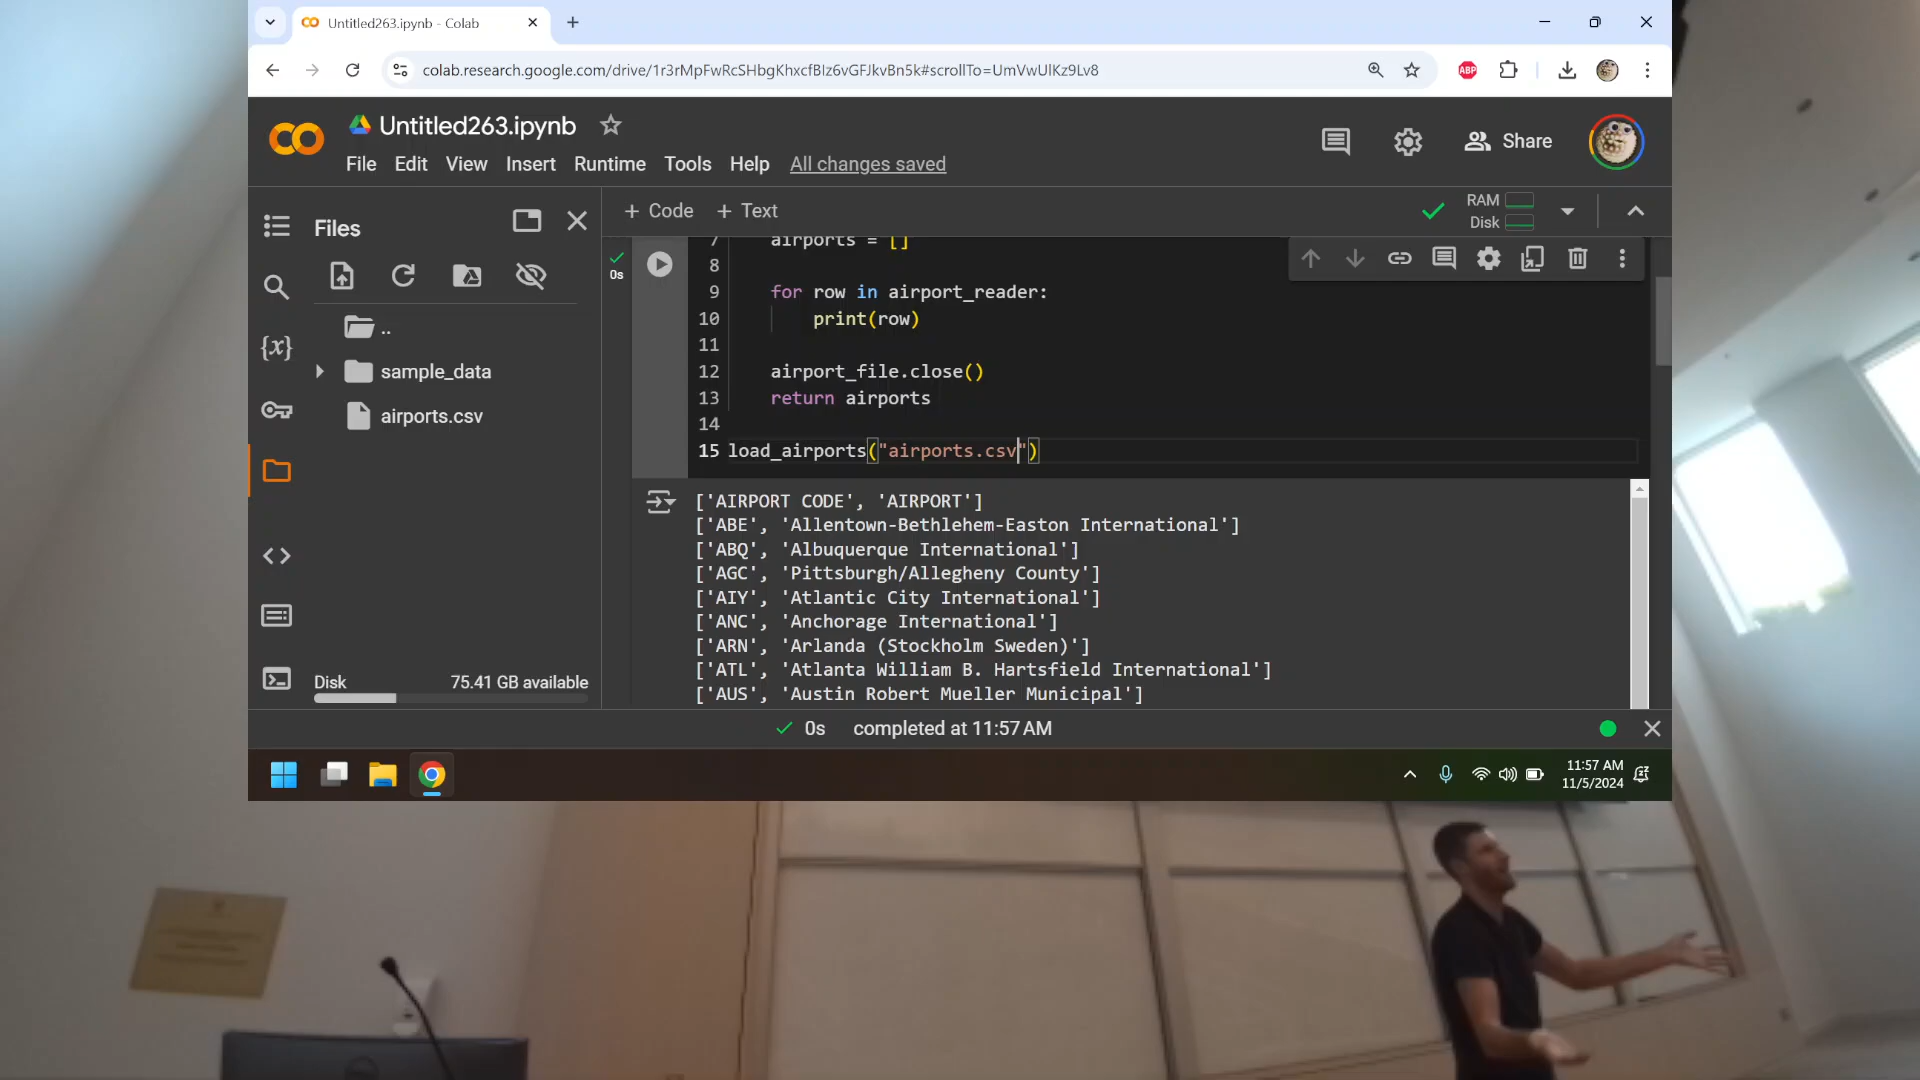 Untitled263.ipynb - Colab
colab.research.google.com/drive/1r3rMpFwRcSHbgKhxcfBIz6vGFJkvBn5k#scrollTo=UmVwUlKz9Lv8
ABP
Untitled263.ipynb
File Edit View Insert Runtime Tools Help All changes saved
Share
Files
+ Code + Text
RAM
Disk
..
sample_data
airports.csv
Disk 75.41 GB available
0s
7 airports = []
8
9 for row in airport_reader:
10 print(row)
11
12 airport_file.close()
13 return airports
14
15 load_airports("airports.csv")
['AIRPORT CODE', 'AIRPORT']
['ABE', 'Allentown-Bethlehem-Easton International']
['ABQ', 'Albuquerque International']
['AGC', 'Pittsburgh/Allegheny County']
['AIY', 'Atlantic City International']
['ANC', 'Anchorage International']
['ARN', 'Arlanda (Stockholm Sweden)']
['ATL', 'Atlanta William B. Hartsfield International']
['AUS', 'Austin Robert Mueller Municipal']
0s completed at 11:57 AM
11:57 AM
11/5/2024